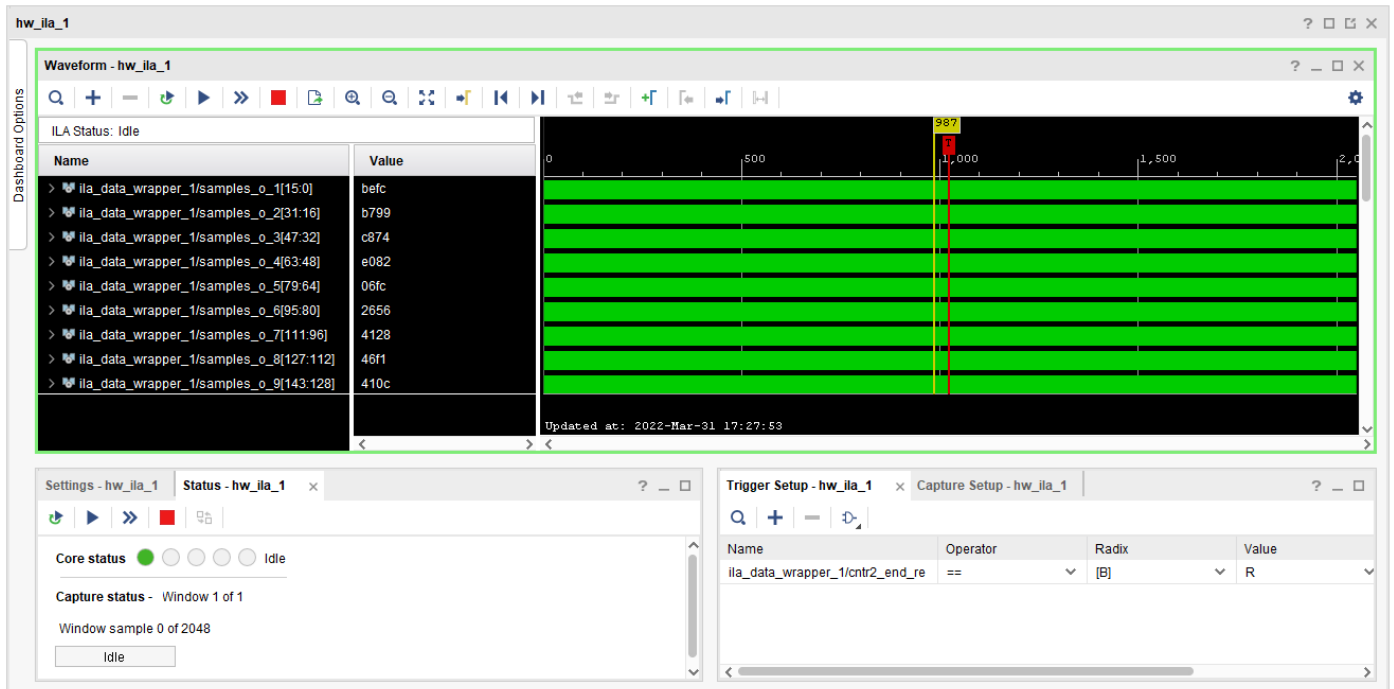 hw_ila_1
Dashboard Options
Waveform - hw_ila_1
ILA Status: Idle
Name Value
ila_data_wrapper_1/samples_o_1[15:0] befc
ila_data_wrapper_1/samples_o_2[31:16] b799
ila_data_wrapper_1/samples_o_3[47:32] c874
ila_data_wrapper_1/samples_o_4[63:48] e082
ila_data_wrapper_1/samples_o_5[79:64] 06fc
ila_data_wrapper_1/samples_o_6[95:80] 2656
ila_data_wrapper_1/samples_o_7[111:96] 4128
ila_data_wrapper_1/samples_o_8[127:112] 46f1
ila_data_wrapper_1/samples_o_9[143:128] 410c
987
T
0 500 1,000 1,500 2,0
Updated at: 2022-Mar-31 17:27:53
Settings - hw_ila_1 Status - hw_ila_1
Core status Idle
Capture status - Window 1 of 1
Window sample 0 of 2048
Idle
Trigger Setup - hw_ila_1 Capture Setup - hw_ila_1
Name Operator Radix Value
ila_data_wrapper_1/cntr2_end_re == [B] R